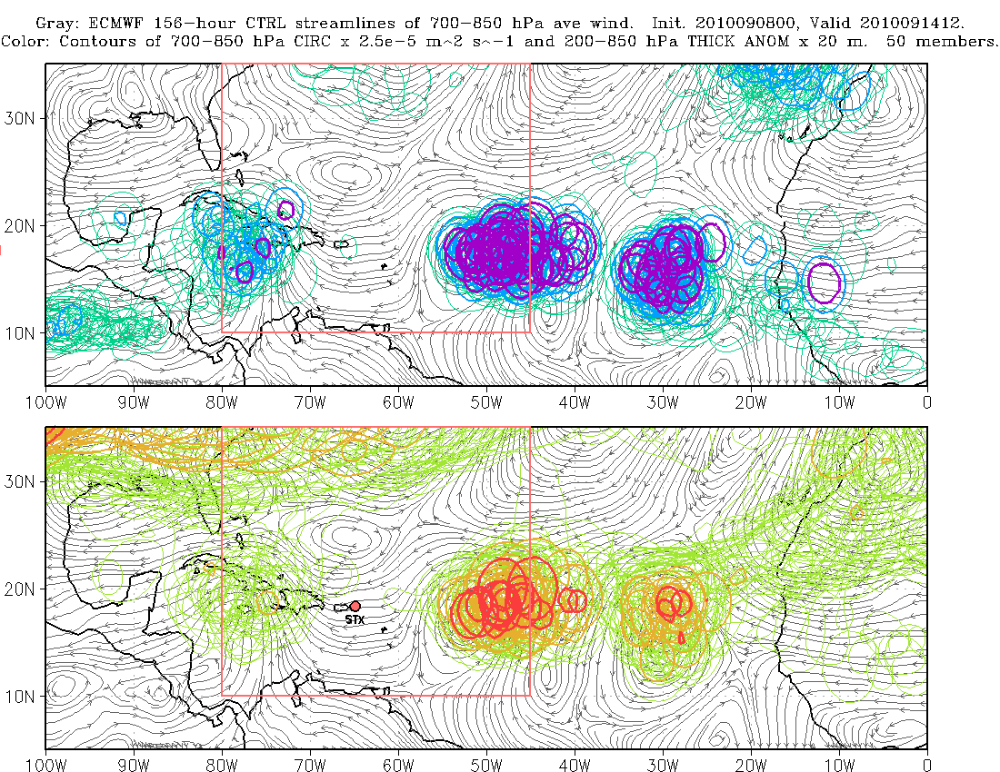 Gray: ECMWF 156-hour CTRL streamlines of 700-850 hPa ave wind. Init. 2010090800, Valid 2010091412.
Color: Contours of 700-850 hPa CIRC x 2.5e-5 m^2 s^-1 and 200-850 hPa THICK ANOM x 20 m. 50 members.
30N
20N
10N
100W 90W 80W 70W 60W 50W 40W 30W 20W 10W 0
30N
20N
STX
10N
100W 90W 80W 70W 60W 50W 40W 30W 20W 10W 0